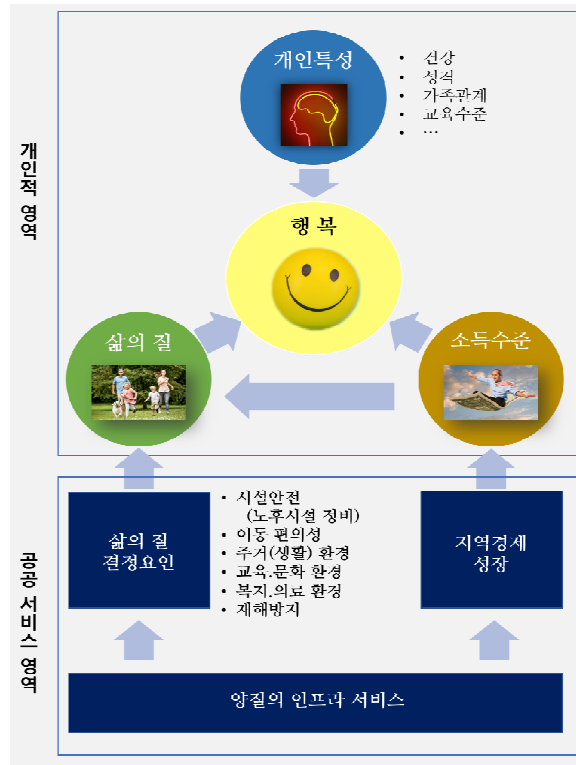 개인특성
• 건강
• 성격
• 가족관계
• 교육수준
• …
개인적 영역
행 복
삶의 질
소득수준
삶의 질
결정요인
• 시설안전
(노후시설 정비)
• 이동 편의성
• 주거(생활) 환경
• 교육.문화 환경
• 복지.의료 환경
• 재해방지
지역경제
성장
공공 서비스 영역
양질의 인프라 서비스